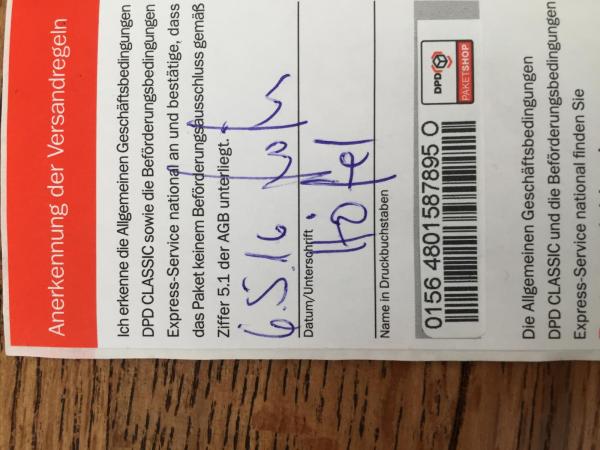 Anerkennung der Versandregeln
Ich erkenne die Allgemeinen Geschäftsbedingungen
DPD CLASSIC sowie die Beförderungsbedingungen
Express-Service national an und bestätige, dass
das Paket keinem Beförderungsausschluss gemäß
Ziffer 5.1 der AGB unterliegt.
6.5.16
Datum/Unterschrift
Höfel
Name in Druckbuchstaben
0156 4801587895 O
DPD
PAKETSHOP
Die Allgemeinen Geschäftsbedingungen
DPD CLASSIC und die Beförderungsbedingungen
Express-Service national finden Sie